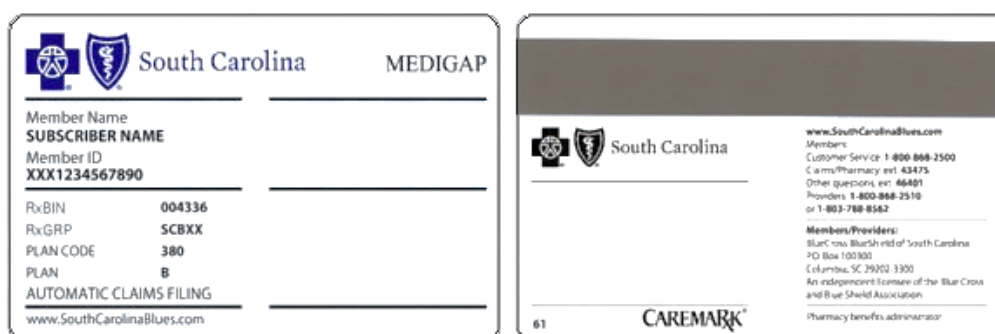 South Carolina MEDIGAP
Member Name
SUBSCRIBER NAME
Member ID
XXX1234567890
RxBIN 004336
RxGRP SCBXX
PLAN CODE 380
PLAN B
AUTOMATIC CLAIMS FILING
www.SouthCarolinaBlues.com
South Carolina
61
CAREMARK
www.SouthCarolinaBlues.com
Members:
Customer Service: 1-800-868-2500
Claims/Pharmacy: ext. 43475
Other questions, ext. 46401
Providers: 1-800-868-2510
or 1-803-788-8562
Members/Providers:
BlueCross BlueShield of South Carolina
PO Box 100300
Columbia, SC 29202-3300
An independent licensee of the Blue Cross
and Blue Shield Association
Pharmacy benefits administrator